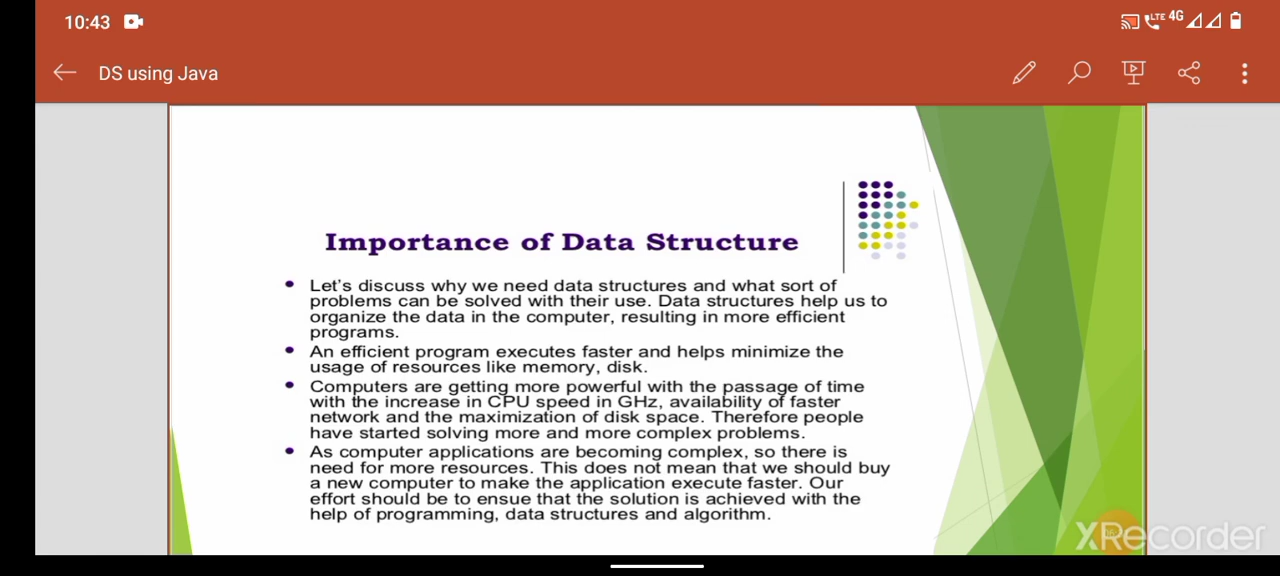 10:43
LTE 4G
DS using Java
Importance of Data Structure
Let's discuss why we need data structures and what sort of
problems can be solved with their use. Data structures help us to
organize the data in the computer, resulting in more efficient
programs.
An efficient program executes faster and helps minimize the
usage of resources like memory, disk.
Computers are getting more powerful with the passage of time
with the increase in CPU speed in GHz, availability of faster
network and the maximization of disk space. Therefore people
have started solving more and more complex problems.
As computer applications are becoming complex, so there is
need for more resources. This does not mean that we should buy
a new computer to make the application execute faster. Our
effort should be to ensue that the solution is achieved with the
help of programming, data structures and algorithm.
XRecorder